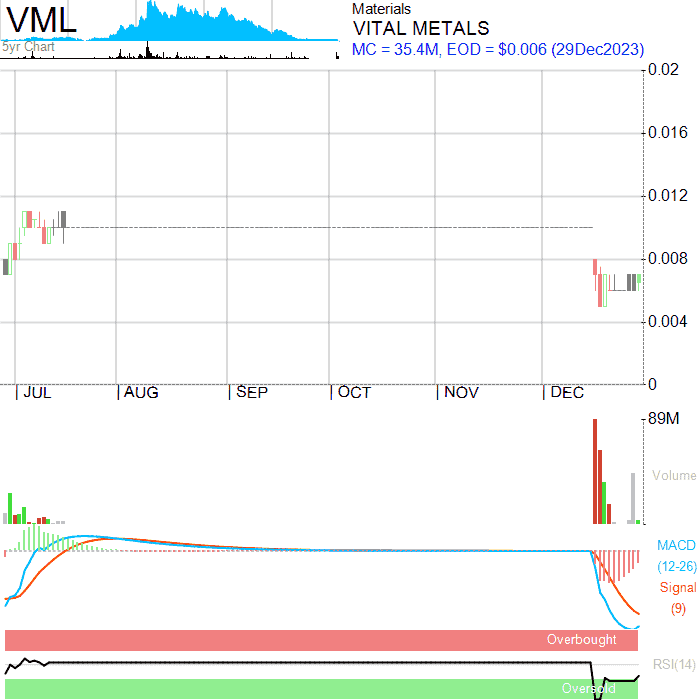 VML
5yr Chart
Materials
VITAL METALS
MC = 35.4M, EOD = $0.006 (29Dec2023)
0.02
0.016
0.012
0.008
0.004
0
JUL
AUG
SEP
OCT
NOV
DEC
89M
Volume
MACD
(12-26)
Signal
(9)
Overbought
RSI(14)
Oversold